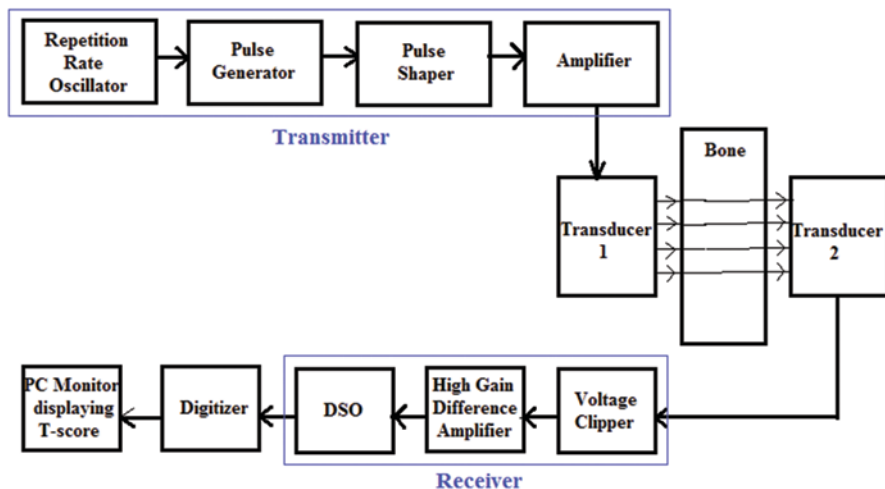 Repetition
Rate
Oscillator
Pulse
Generator
Pulse
Shaper
Amplifier
Transmitter
Bone
Transducer
1
Transducer
2
PC Monitor
displaying
T-score
Digitizer
DSO
High Gain
Difference
Amplifier
Voltage
Clipper
Receiver